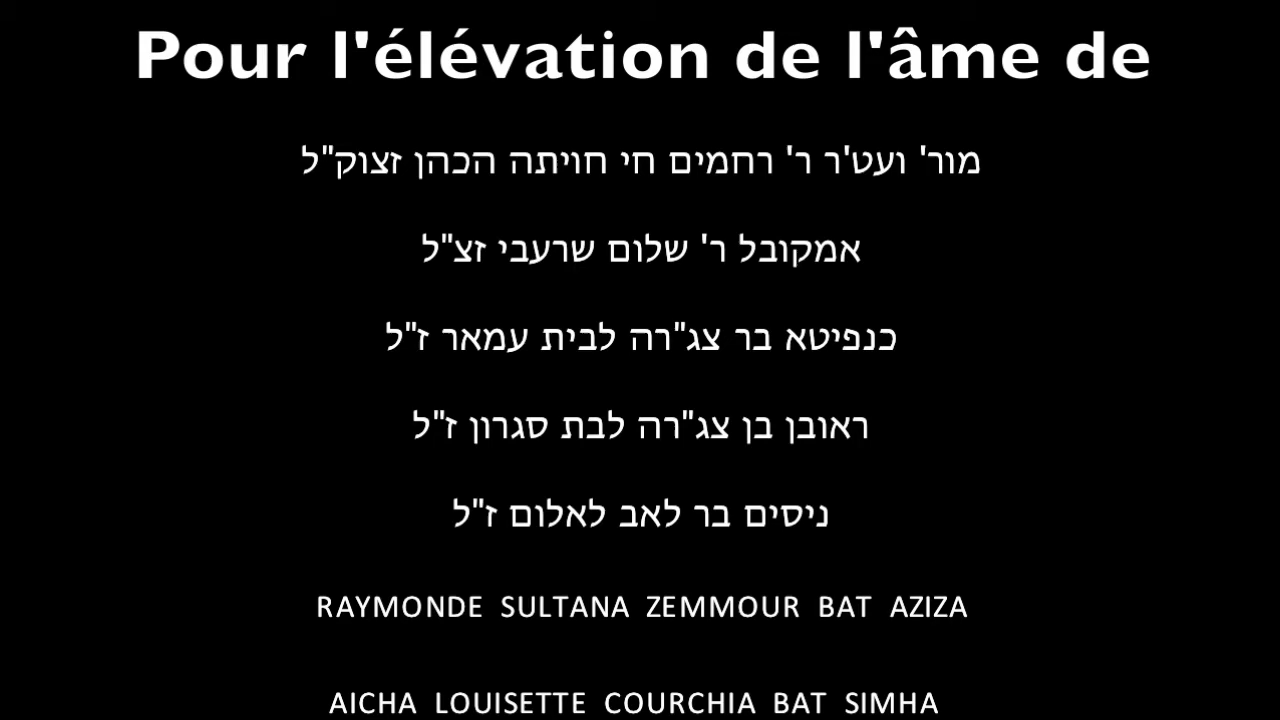 Pour l'élévation de l'âme de
מור' ועט'ר ר' רחמים חי חויתה הכהן זצוק"ל
אמקובל ר' שלום שרעבי זצ"ל
כנפיטא בר צג"רה לבית עמאר ז"ל
ראובן בן צג"רה לבת סגרון ז"ל
ניסים בר לאב לאלום ז"ל
RAYMONDE SULTANA ZEMMOUR BAT AZIZA
AICHA LOUISETTE COURCHIA BAT SIMHA